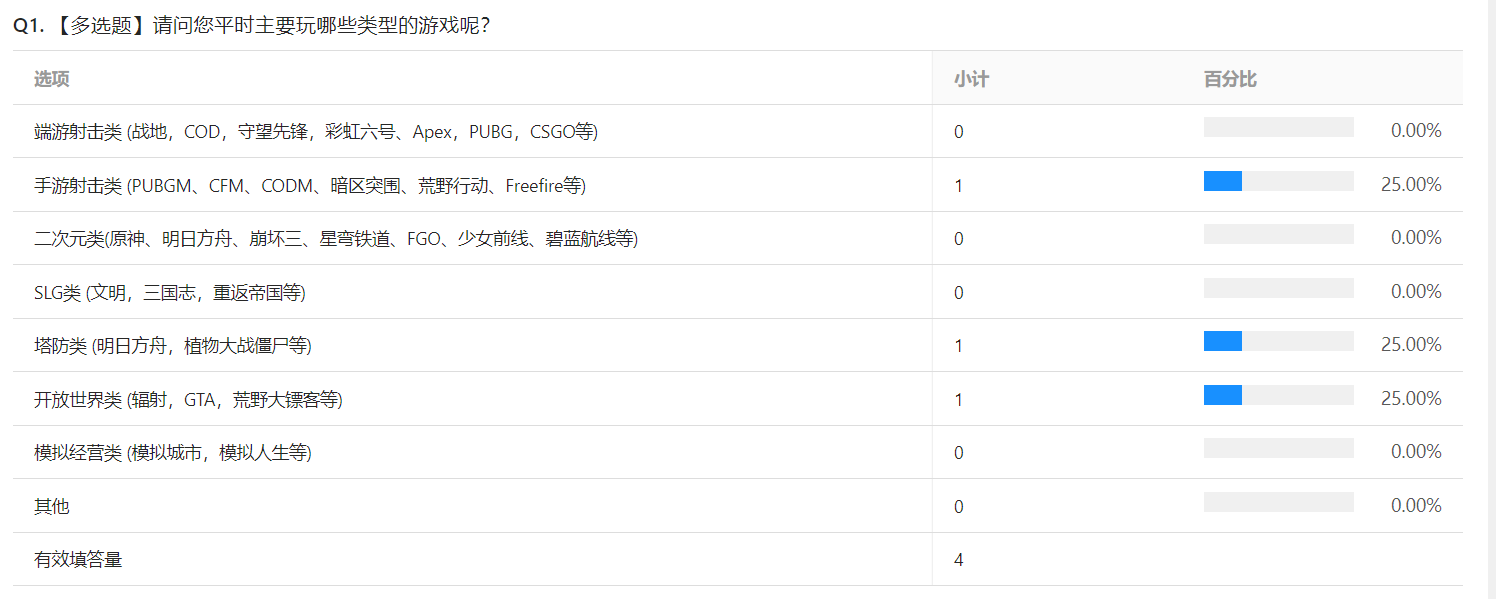 Q1. 【多选题】请问您平时主要玩哪些类型的游戏呢？
选项 小计 百分比
端游射击类 (战地，COD，守望先锋，彩虹六号、Apex，PUBG，CSGO等) 0 0.00%
手游射击类 (PUBGM、CFM、CODM、暗区突围、荒野行动、Freefire等) 1 25.00%
二次元类(原神、明日方舟、崩坏三、星弯铁道、FGO、少女前线、碧蓝航线等) 0 0.00%
SLG类 (文明，三国志，重返帝国等) 0 0.00%
塔防类 (明日方舟，植物大战僵尸等) 1 25.00%
开放世界类 (辐射，GTA，荒野大镖客等) 1 25.00%
模拟经营类 (模拟城市，模拟人生等) 0 0.00%
其他 0 0.00%
有效填答量 4